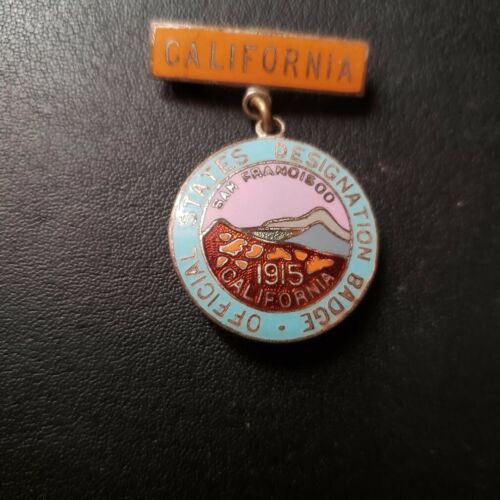 CALIFORNIA
OFFICIAL STATES DESIGNATION BADGE •
SAN FRANCISCO
1915
CALIFORNIA